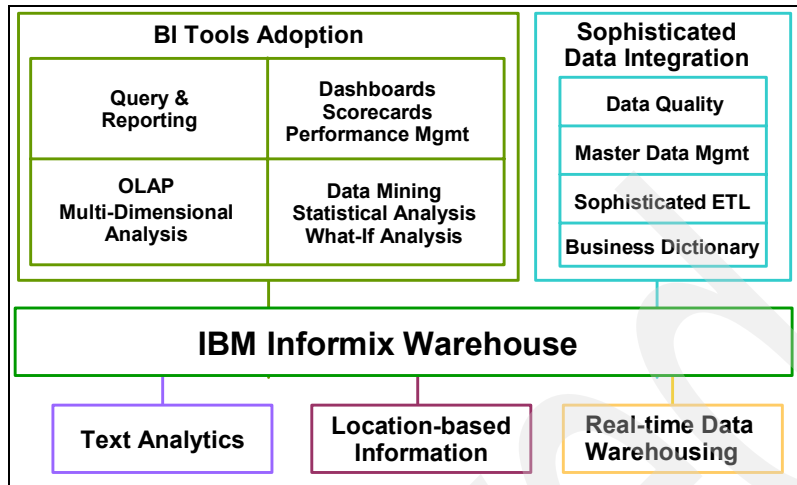 BI Tools Adoption
Query &
Reporting
Dashboards
Scorecards
Performance Mgmt
OLAP
Multi-Dimensional
Analysis
Data Mining
Statistical Analysis
What-If Analysis
Sophisticated
Data Integration
Data Quality
Master Data Mgmt
Sophisticated ETL
Business Dictionary
IBM Informix Warehouse
Text Analytics
Location-based
Information
Real-time Data
Warehousing